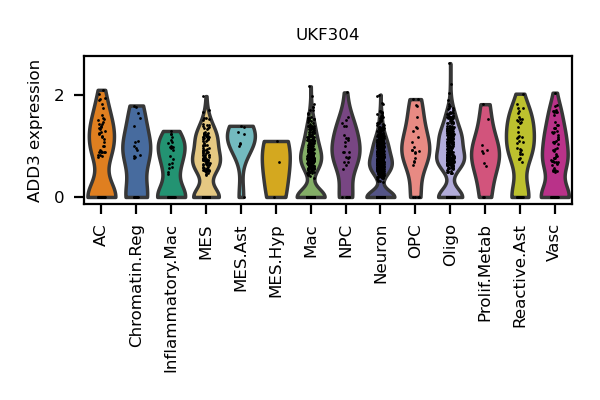 UKF304
ADD3 expression
2
0
AC
Chromatin.Reg
Inflammatory.Mac
MES
MES.Ast
MES.Hyp
Mac
NPC
Neuron
OPC
Oligo
Prolif.Metab
Reactive.Ast
Vasc